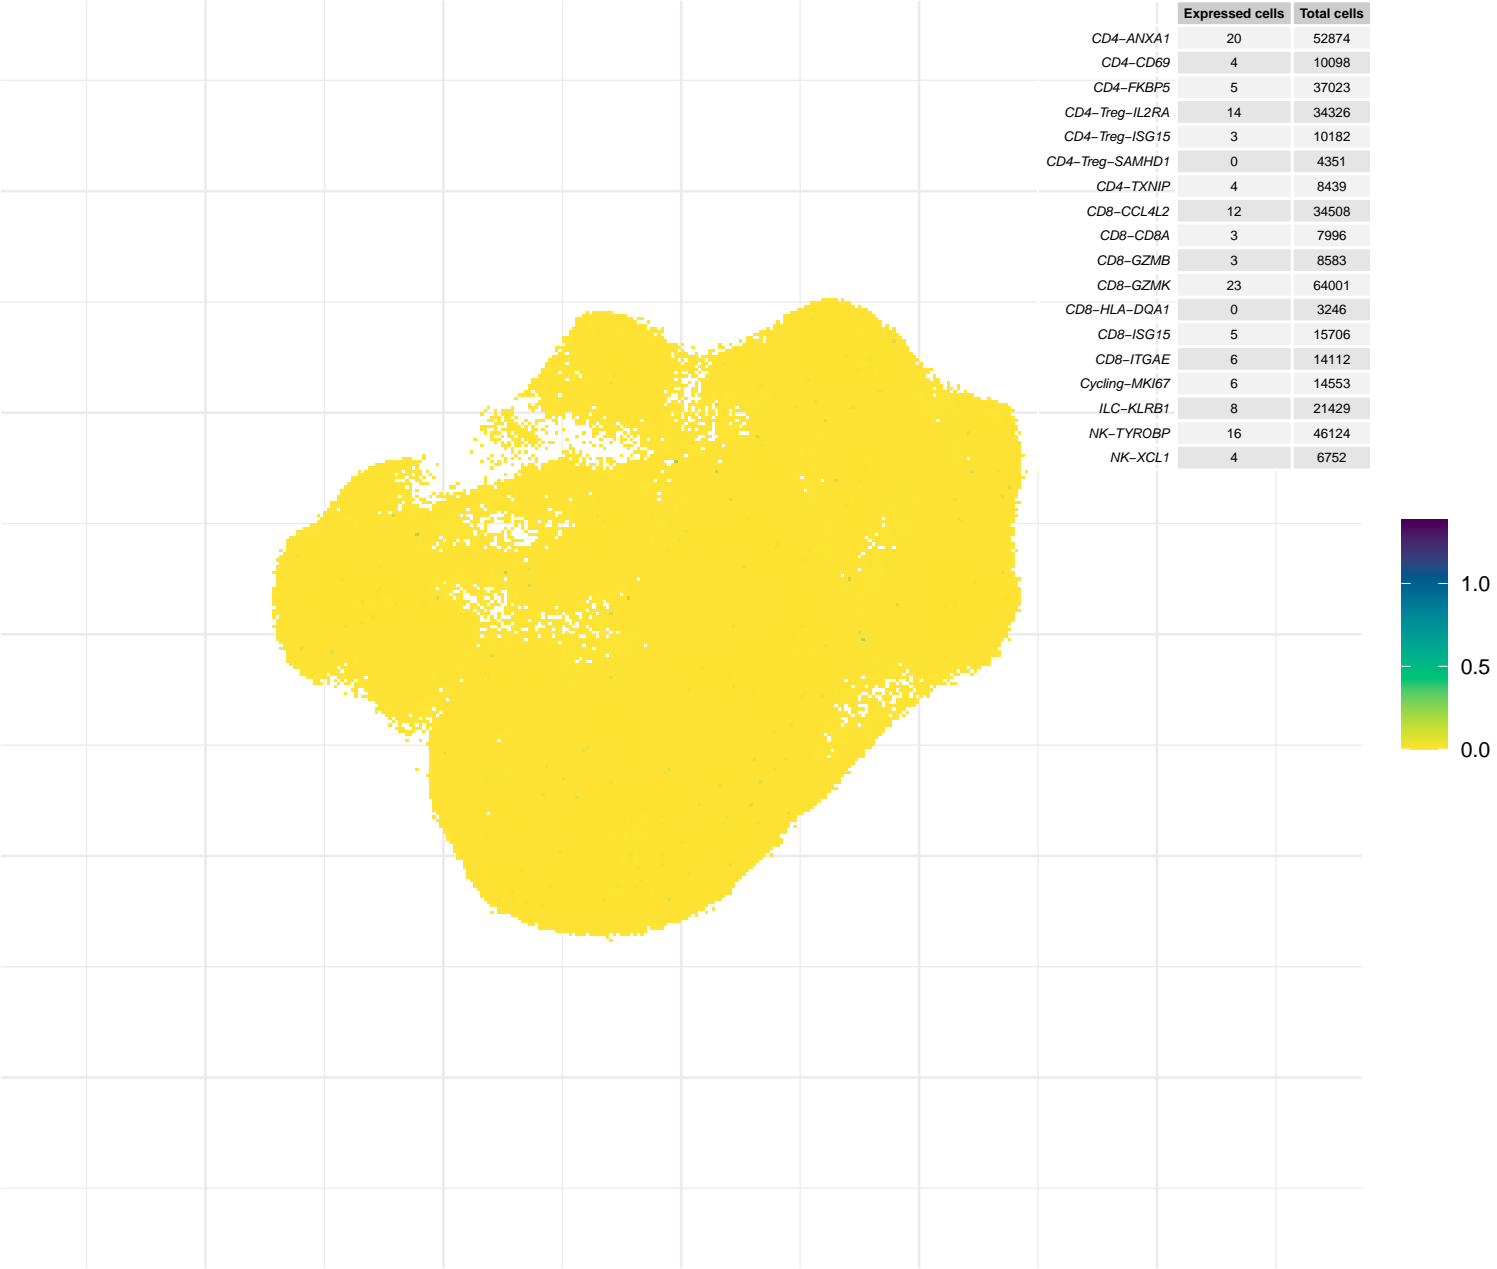 Expressed cells Total cells
CD4−ANXA1 20 52874
CD4−CD69 4 10098
CD4−FKBP5 5 37023
CD4−Treg−IL2RA 14 34326
CD4−Treg−ISG15 3 10182
CD4−Treg−SAMHD1 0 4351
CD4−TXNIP 4 8439
CD8−CCL4L2 12 34508
CD8−CD8A 3 7996
CD8−GZMB 3 8583
CD8−GZMK 23 64001
CD8−HLA−DQA1 0 3246
CD8−ISG15 5 15706
CD8−ITGAE 6 14112
Cycling−MKI67 6 14553
ILC−KLRB1 8 21429
NK−TYROBP 16 46124
NK−XCL1 4 6752
1.0
0.5
0.0